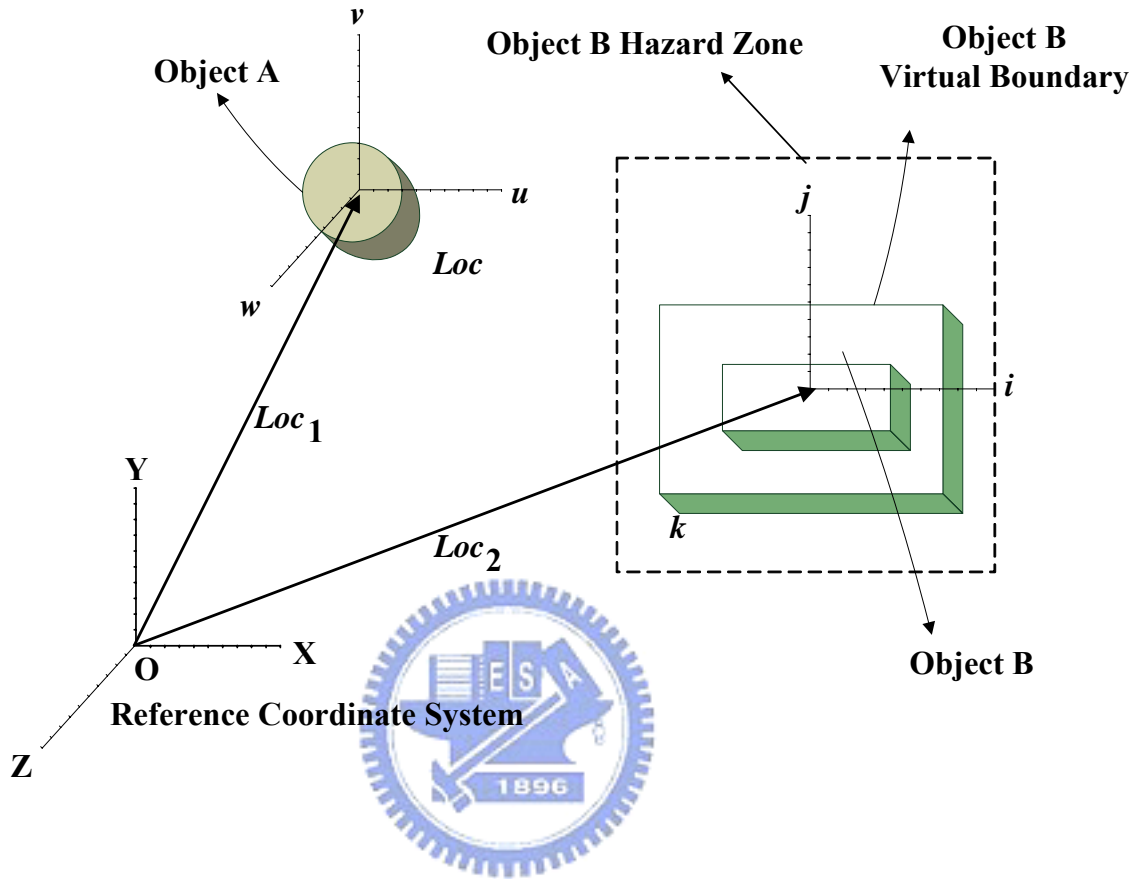 v
Object B Hazard Zone
Object B
Virtual Boundary
Object A
j
u
Loc
w
i
Loc1
Y
k
Loc2
X
O
Object B
Reference Coordinate System
Z
E S A
1896